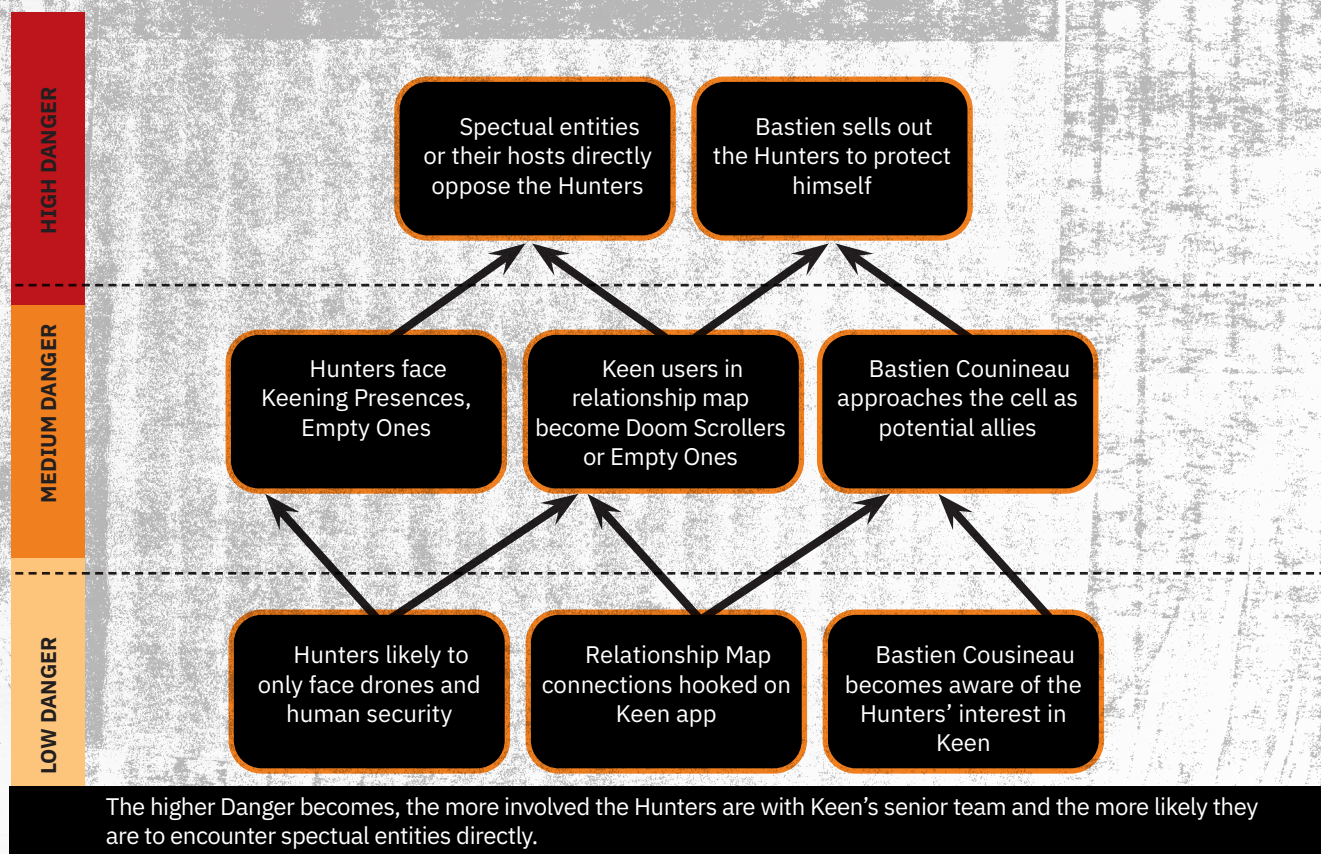 HIGH DANGER
Spectual entities
or their hosts directly
oppose the Hunters
Bastien sells out
the Hunters to protect
himself
MEDIUM DANGER
Hunters face
Keening Presences,
Empty Ones
Keen users in
relationship map
become Doom Scrollers
or Empty Ones
Bastien Counineau
approaches the cell as
potential allies
LOW DANGER
Hunters likely to
only face drones and
human security
Relationship Map
connections hooked on
Keen app
Bastien Cousineau
becomes aware of the
Hunters’ interest in
Keen
The higher Danger becomes, the more involved the Hunters are with Keen’s senior team and the more likely they
are to encounter spectual entities directly.